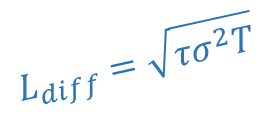 L_diff = √(τσ²T)